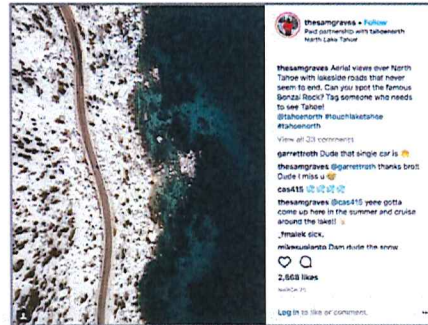 thesamgraves • Follow
Paid partnership with tahoenorth
North Lake Tahoe
thesamgraves Aerial views over North
Tahoe with lakeside roads that never
seem to end. Can you spot the famous
Bonzai Rock? Tag someone who needs
to see Tahoe!
@tahoenorth #touchlaketahoe
#tahoenorth
View all 23 comments
garrettroth Dude that single car is 👏
thesamgraves @garrettroth thanks bro!!
Dude I miss u
cas415
thesamgraves @cas415 yeee gotta
come up here in the summer and cruise
around the lake!!
_fmalek sick.
Dam dude the snow
2,668 likes
MARCH
Log in to like or comment.